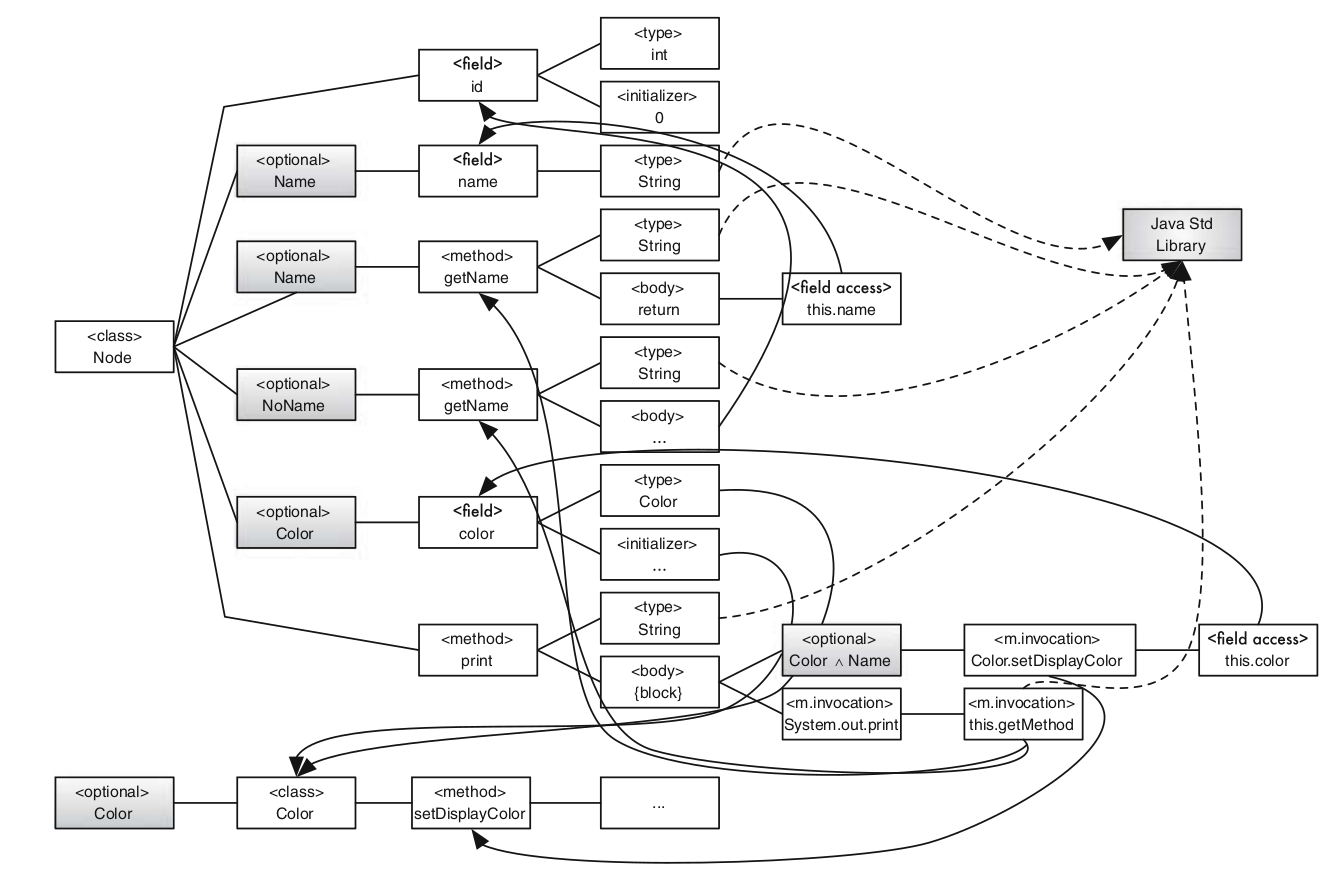 <type>
int
<field>
id
<initializer>
0
<optional>
Name
<field>
name
<type>
String
<type>
String
Java Std
Library
<optional>
Name
<method>
getName
<body>
return
<field access>
this.name
<class>
Node
<type>
String
<optional>
NoName
<method>
getName
<body>
...
<type>
Color
<optional>
Color
<field>
color
<initializer>
...
<type>
String
<method>
print
<optional>
Color ∧ Name
<m.invocation>
Color.setDisplayColor
<field access>
this.color
<body>
{block}
<m.invocation>
System.out.print
<m.invocation>
this.getMethod
<optional>
Color
<class>
Color
<method>
setDisplayColor
...